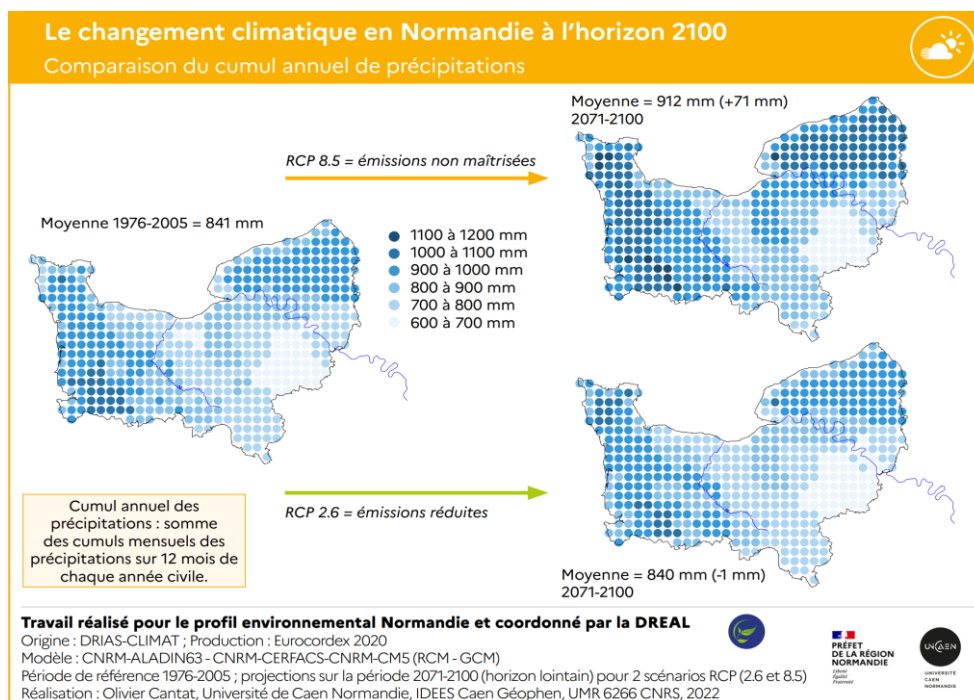 Le changement climatique en Normandie à l'horizon 2100
Comparaison du cumul annuel de précipitations
Moyenne = 912 mm (+71 mm)
2071-2100
RCP 8.5 = émissions non maîtrisées
Moyenne 1976-2005 = 841 mm
1100 à 1200 mm
1000 à 1100 mm
900 à 1000 mm
800 à 900 mm
700 à 800 mm
600 à 700 mm
Cumul annuel des
précipitations : somme
des cumuls mensuels des
précipitations sur 12 mois de
chaque année civile.
RCP 2.6 = émissions réduites
Moyenne = 840 mm (-1 mm)
2071-2100
Travail réalisé pour le profil environnemental Normandie et coordonné par la DREAL
Origine : DRIAS-CLIMAT ; Production : Eurocordex 2020
Modèle : CNRM-ALADIN63 - CNRM-CERFACS-CNRM-CM5 (RCM - GCM)
Période de référence 1976-2005 ; projections sur la période 2071-2100 (horizon lointain) pour 2 scénarios RCP (2.6 et 8.5)
Réalisation : Olivier Cantat, Université de Caen Normandie, IDEES Caen Géophen, UMR 6266 CNRS, 2022
PRÉFET
DE LA RÉGION
NORMANDIE
Liberté
Égalité
Fraternité
UNICAEN
UNIVERSITÉ
CAEN
NORMANDIE